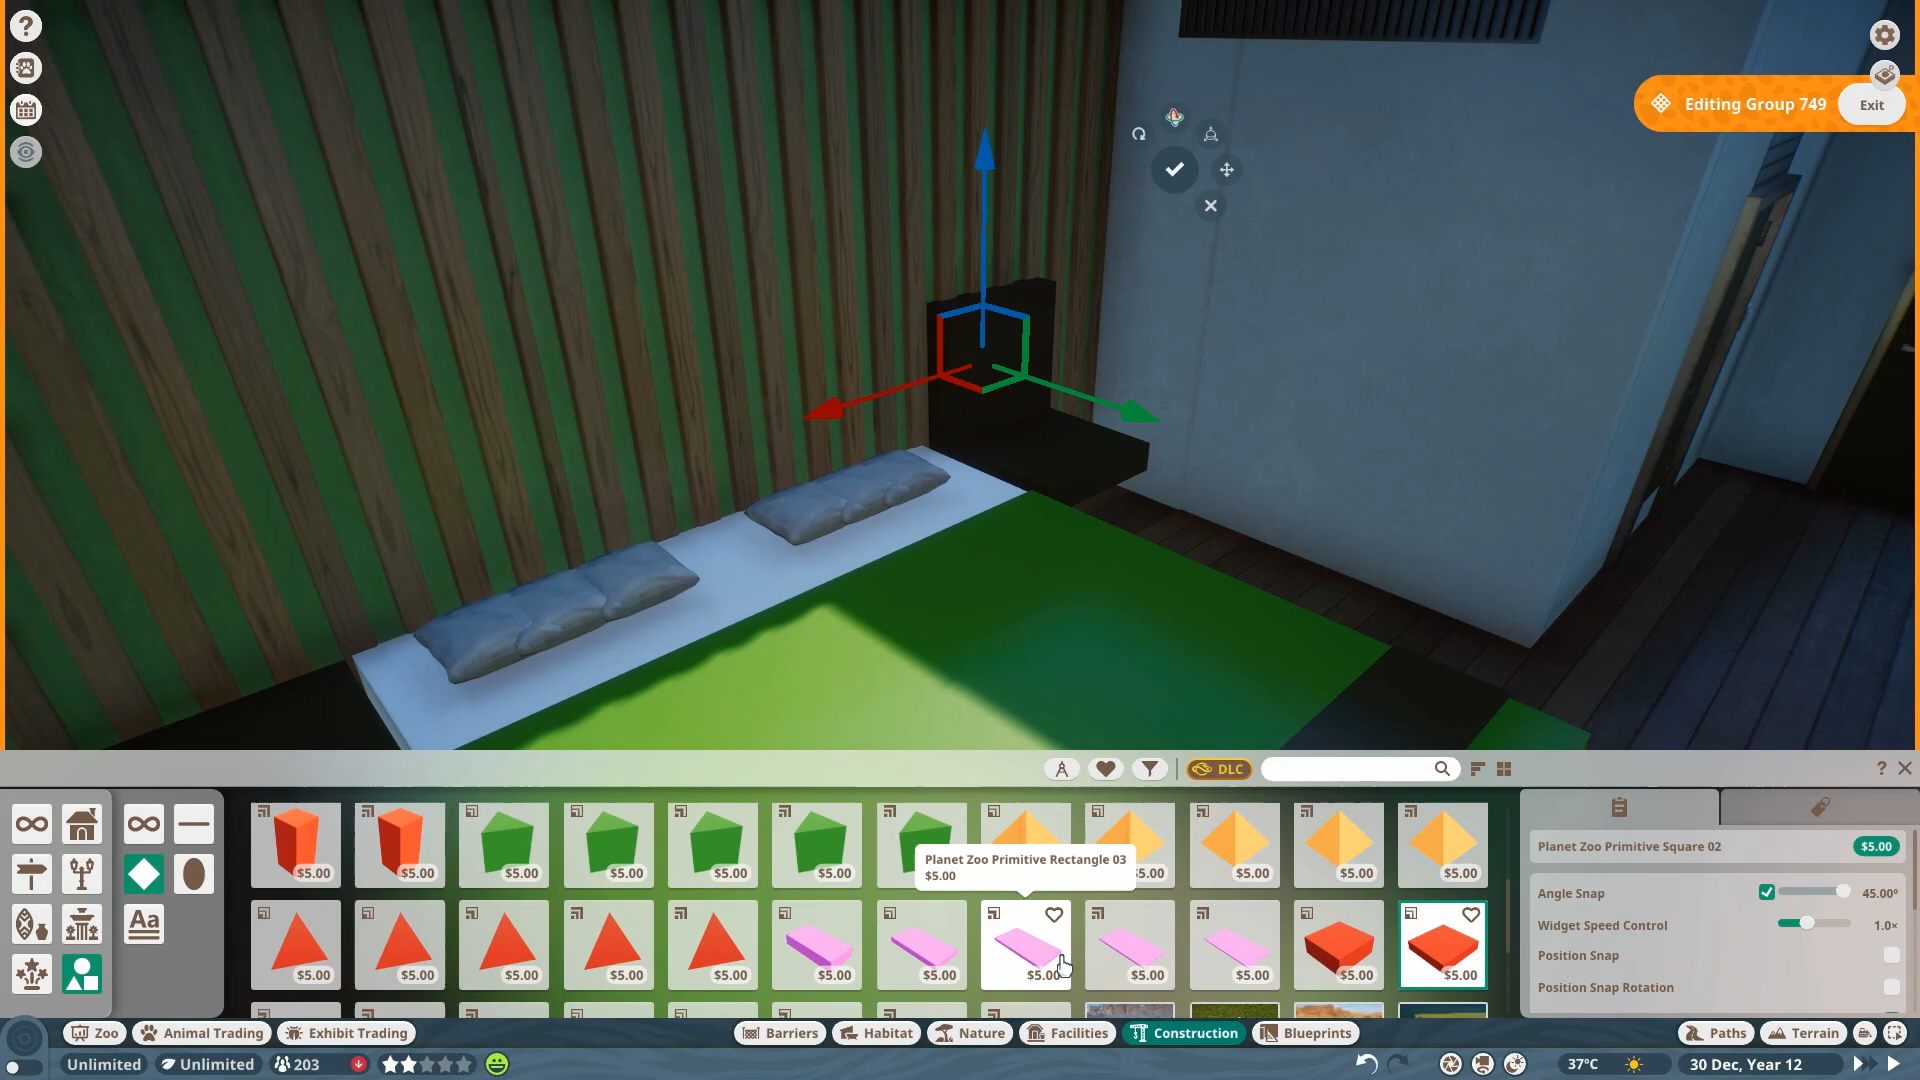 ?
Editing Group 749
Exit
DLC
?
$5.00
$5.00
$5.00
$5.00
$5.00
$5.00
$5.00
$5.00
$5.00
$5.00
$5.00
Planet Zoo Primitive Rectangle 03
$5.00
Aa
$5.00
$5.00
$5.00
$5.00
$5.00
$5.00
$5.00
$5.00
$5.00
$5.00
$5.00
$5.00
Planet Zoo Primitive Square 02
$5.00
Angle Snap
45.00°
Widget Speed Control
1.0×
Position Snap
Position Snap Rotation
Zoo
Animal Trading
Exhibit Trading
Barriers
Habitat
Nature
Facilities
Construction
Blueprints
Paths
Terrain
Unlimited
Unlimited
203
37°C
30 Dec, Year 12